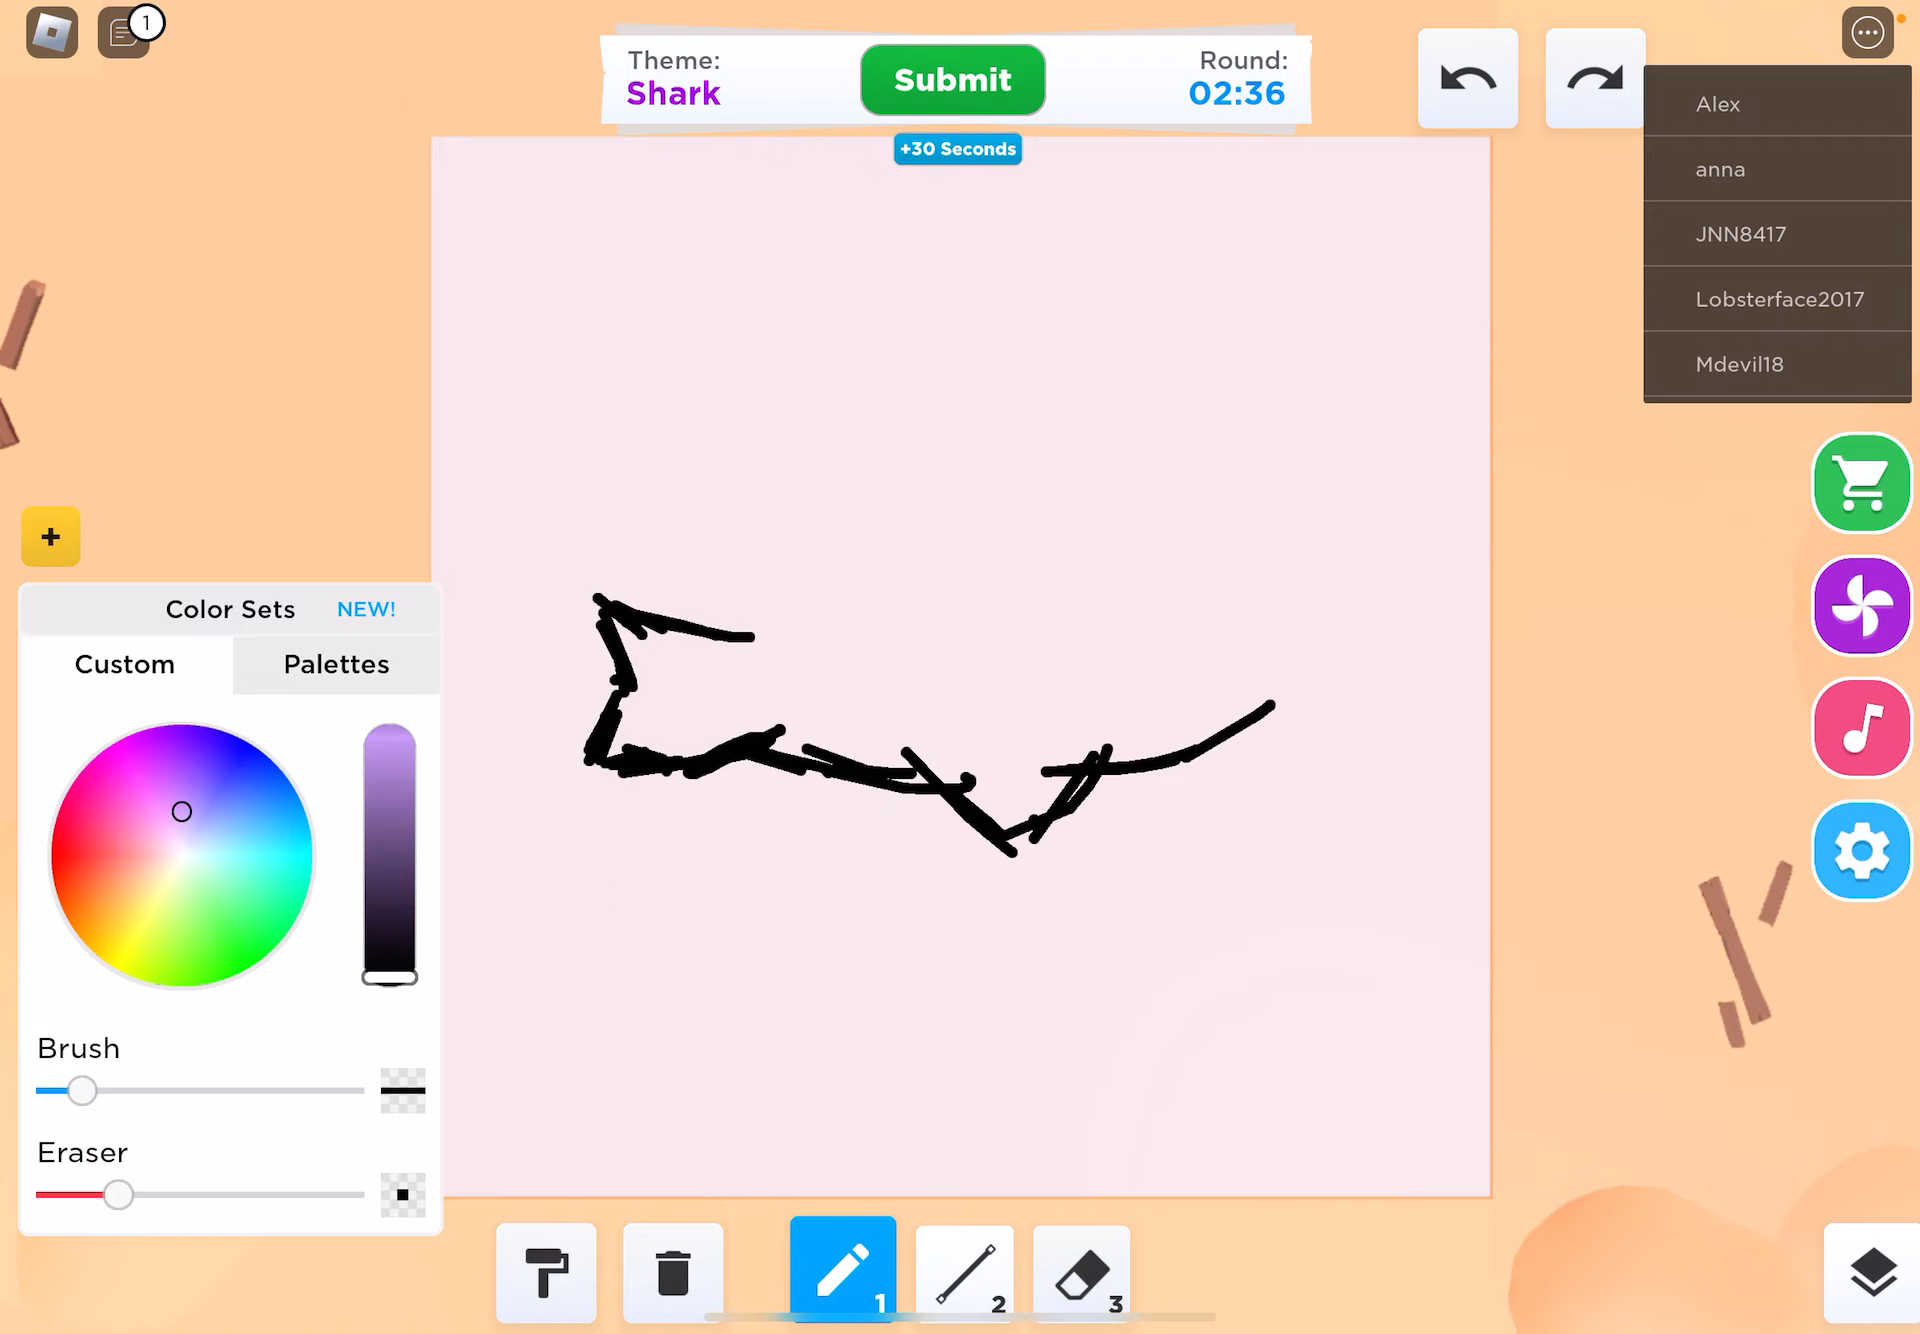 1
Theme:
Shark
Submit
Round:
02:36
+30 Seconds
Alex
anna
JNN8417
Lobsterface2017
Mdevil18
+
Color Sets NEW!
Custom Palettes
Brush
Eraser
1 2 3